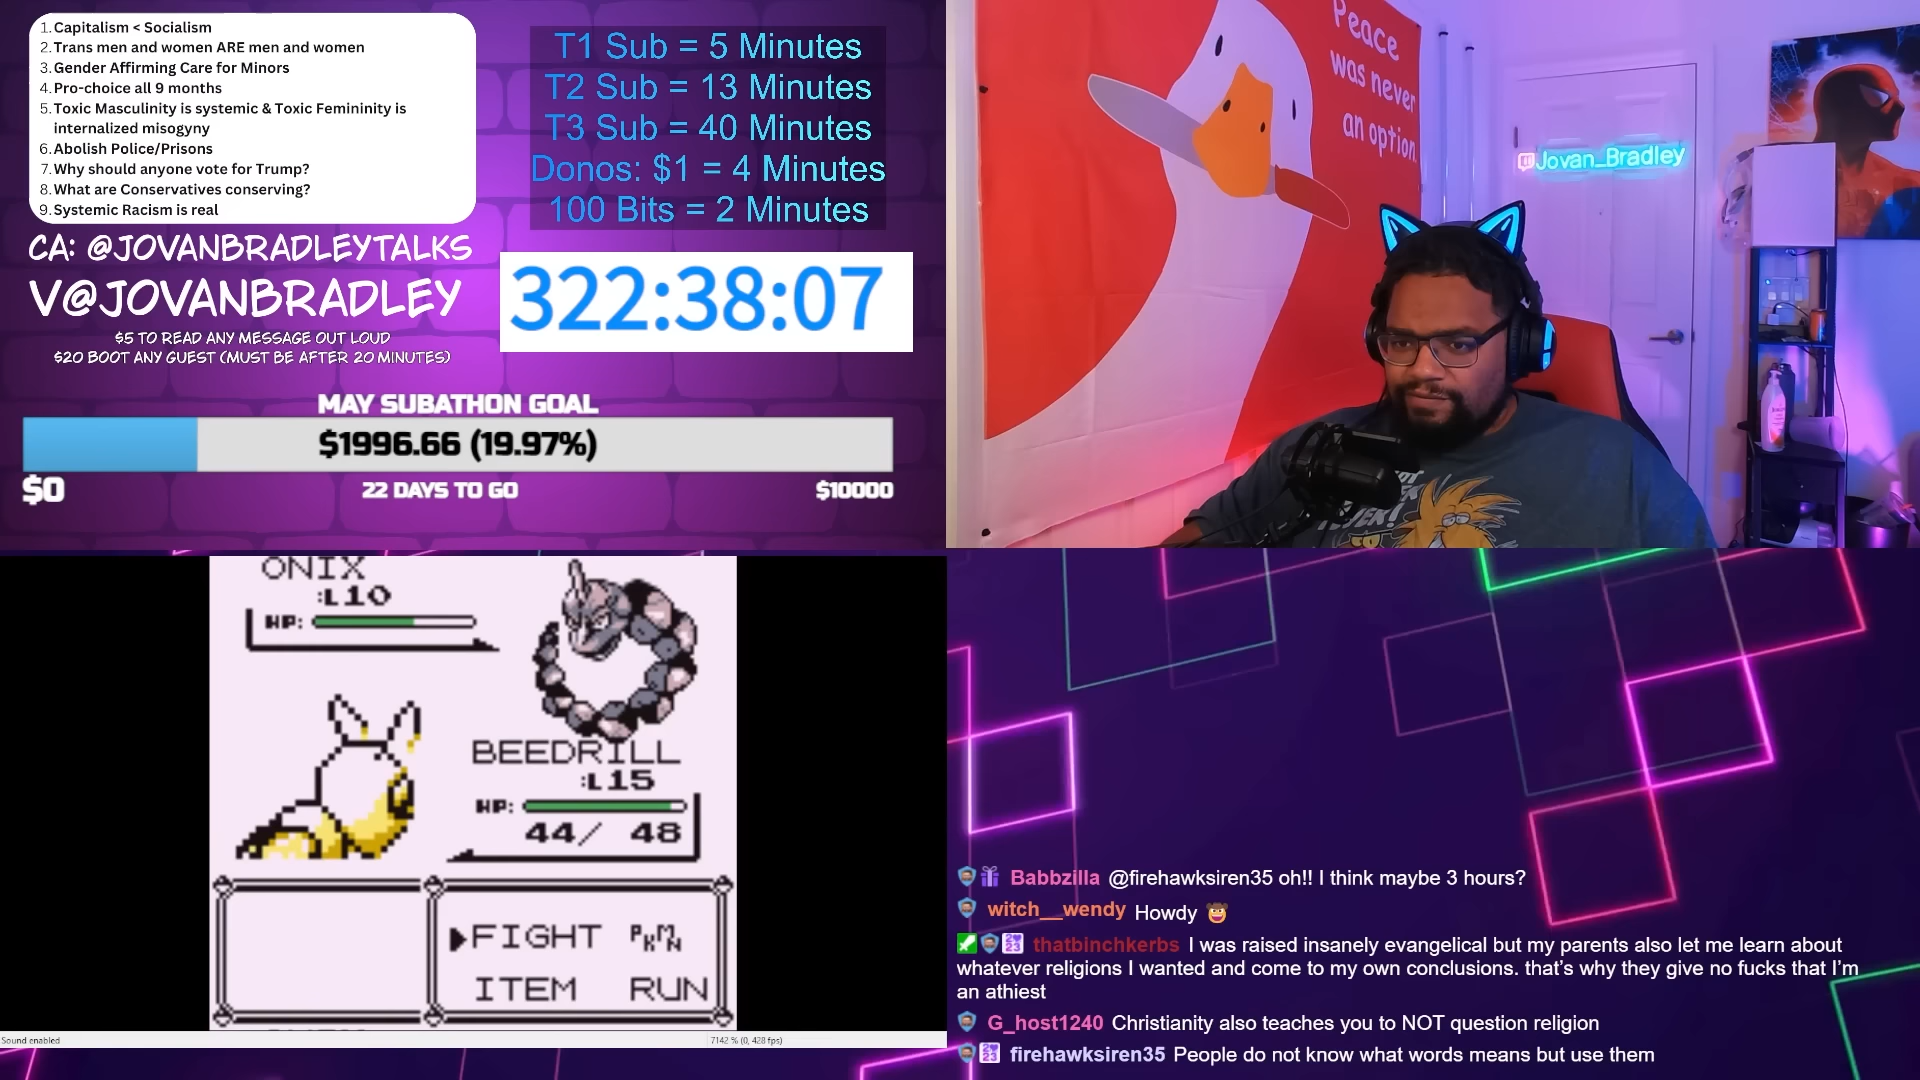 1. Capitalism < Socialism
2. Trans men and women ARE men and women
3. Gender Affirming Care for Minors
4. Pro-choice all 9 months
5. Toxic Masculinity is systemic & Toxic Femininity is
internalized misogyny
6. Abolish Police/Prisons
7. Why should anyone vote for Trump?
8. What are Conservatives conserving?
9. Systemic Racism is real
CA: @JOVANBRADLEYTALKS
V@JOVANBRADLEY
$5 TO READ ANY MESSAGE OUT LOUD
$20 BOOT ANY GUEST (MUST BE AFTER 20 MINUTES)
T1 Sub = 5 Minutes
T2 Sub = 13 Minutes
T3 Sub = 40 Minutes
Donos: $1 = 4 Minutes
100 Bits = 2 Minutes
322:38:07
MAY SUBATHON GOAL
$1996.66 (19.97%)
$0
22 DAYS TO GO
$10000
Peace
was never
an option.
Jovan_Bradley
ONIX
:L10
HP:
BEEDRILL
:L15
HP:
44/ 48
FIGHT PKMN
ITEM RUN
Sound enabled
7142 % (0, 428 fps)
Babbzilla @firehawksiren35 oh!! I think maybe 3 hours?
witch__wendy Howdy
thatbinchkerbs I was raised insanely evangelical but my parents also let me learn about
whatever religions I wanted and come to my own conclusions. that's why they give no fucks that I'm
an athiest
G_host1240 Christianity also teaches you to NOT question religion
firehawksiren35 People do not know what words means but use them